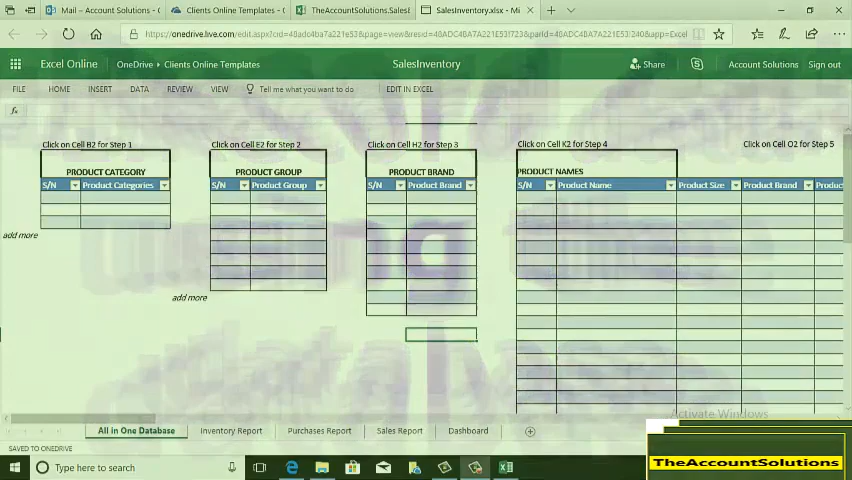 Mail – Account Solutions - O
Clients Online Templates -
TheAccountSolutions.SalesE
SalesInventory.xlsx - Mi
https://onedrive.live.com/edit.aspx?cid=48adc4ba7a221e53&page=view&resid=48ADC4BA7A221E53!723&parId=48ADC4BA7A221E53!240&app=Excel
Excel Online
OneDrive › Clients Online Templates
SalesInventory
Share
Account Solutions
Sign out
FILE HOME INSERT DATA REVIEW VIEW
Tell me what you want to do
EDIT IN EXCEL
fx
Click on Cell B2 for Step 1
Click on Cell E2 for Step 2
Click on Cell H2 for Step 3
Click on Cell K2 for Step 4
Click on Cell O2 for Step 5
PRODUCT CATEGORY
PRODUCT GROUP
PRODUCT BRAND
PRODUCT NAMES
S/N Product Categories
S/N Product Group
S/N Product Brand
S/N Product Name Product Size Product Brand Produc
add more
add more
All in One Database Inventory Report Purchases Report Sales Report Dashboard
Activate Windows
SAVED TO ONEDRIVE
Type here to search
TheAccountSolutions